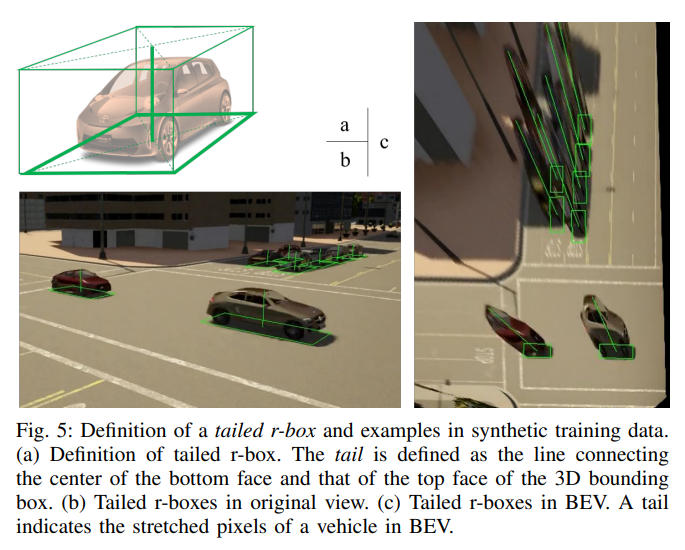 a
b
c
Fig. 5: Definition of a tailed r-box and examples in synthetic training data.
(a) Definition of tailed r-box. The tail is defined as the line connecting
the center of the bottom face and that of the top face of the 3D bounding
box. (b) Tailed r-boxes in original view. (c) Tailed r-boxes in BEV. A tail
indicates the stretched pixels of a vehicle in BEV.